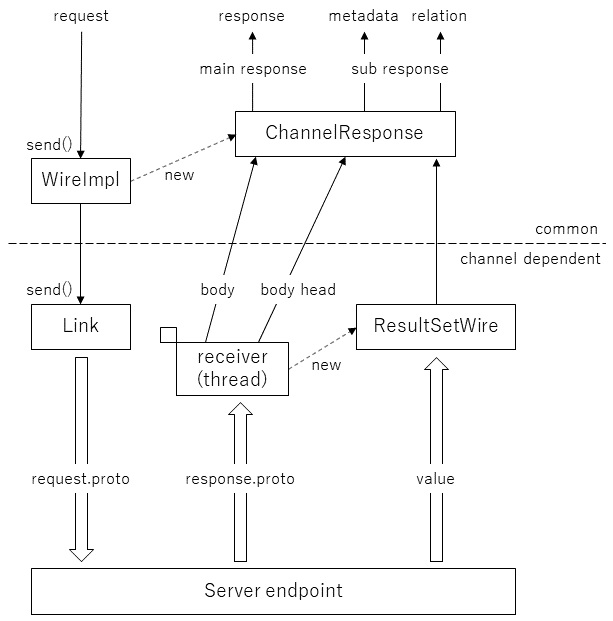 request
response
metadata
relation
main response
sub response
ChannelResponse
send()
WireImpl
new
common
channel dependent
send()
body
body head
Link
ResultSetWire
receiver
(thread)
new
request.proto
response.proto
value
Server endpoint